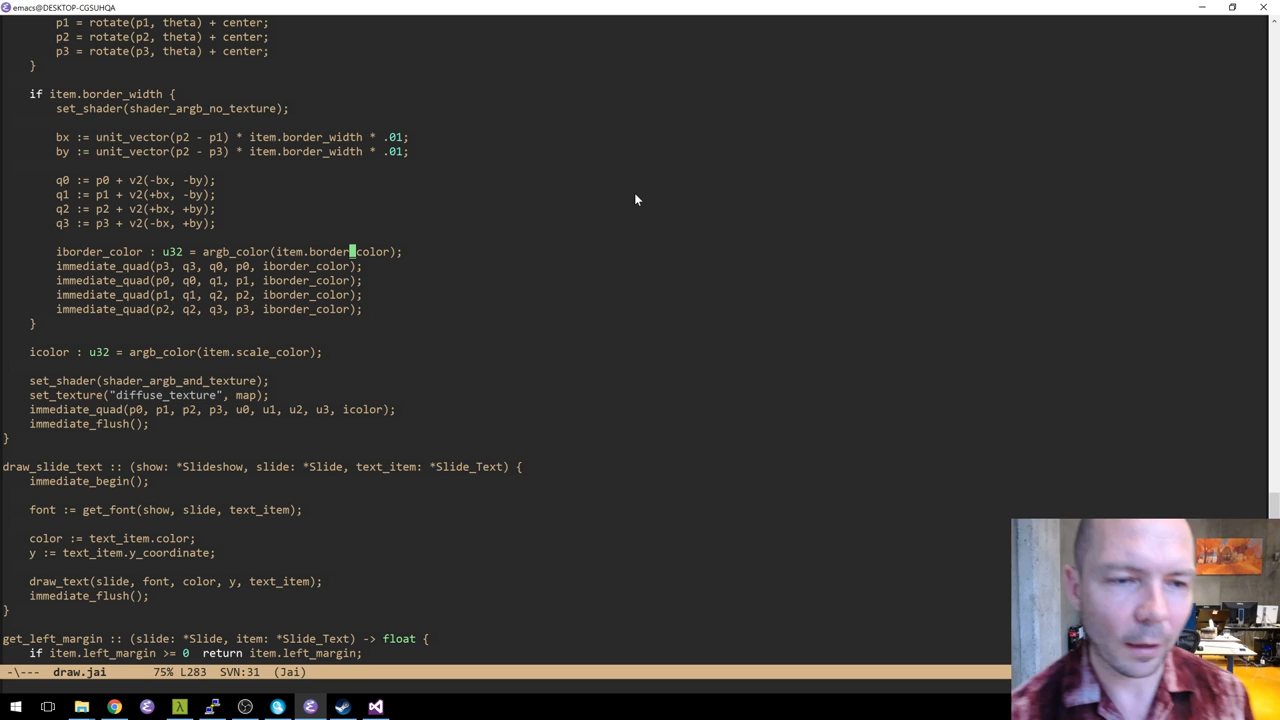 emacs@DESKTOP-CGSUHQA
p1 = rotate(p1, theta) + center;
p2 = rotate(p2, theta) + center;
p3 = rotate(p3, theta) + center;
}
if item.border_width {
set_shader(shader_argb_no_texture);
bx := unit_vector(p2 - p1) * item.border_width * .01;
by := unit_vector(p2 - p3) * item.border_width * .01;
q0 := p0 + v2(-bx, -by);
q1 := p1 + v2(+bx, -by);
q2 := p2 + v2(+bx, +by);
q3 := p3 + v2(-bx, +by);
iborder_color : u32 = argb_color(item.border_color);
immediate_quad(p3, q3, q0, p0, iborder_color);
immediate_quad(p0, q0, q1, p1, iborder_color);
immediate_quad(p1, q1, q2, p2, iborder_color);
immediate_quad(p2, q2, q3, p3, iborder_color);
}
icolor : u32 = argb_color(item.scale_color);
set_shader(shader_argb_and_texture);
set_texture("diffuse_texture", map);
immediate_quad(p0, p1, p2, p3, u0, u1, u2, u3, icolor);
immediate_flush();
}
draw_slide_text :: (show: *Slideshow, slide: *Slide, text_item: *Slide_Text) {
immediate_begin();
font := get_font(show, slide, text_item);
color := text_item.color;
y := text_item.y_coordinate;
draw_text(slide, font, color, y, text_item);
immediate_flush();
}
get_left_margin :: (slide: *Slide, item: *Slide_Text) -> float {
if item.left_margin >= 0  return item.left_margin;
-\--- draw.jai 75% L283 SVN:31 (Jai)